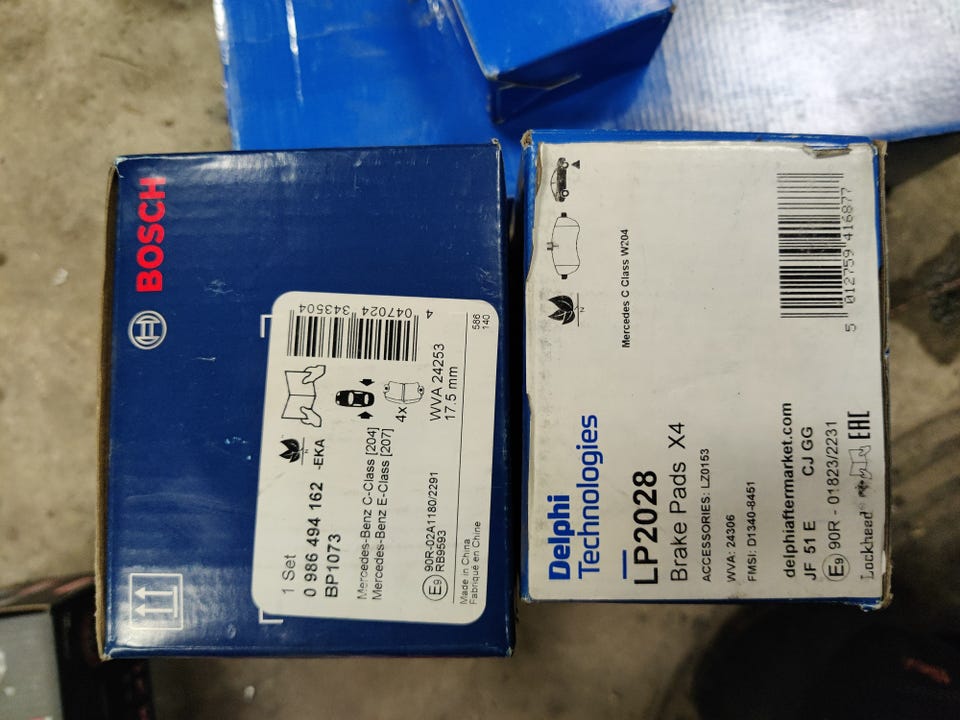 BOSCH
4 047024 343504
1 Set
0 986 494 162 -EKA
BP1073
N
4x
Mercedes-Benz C-Class [204]
Mercedes-Benz E-Class [207]
WVA 24253
17.5 mm
E9 90R-02A1180/2291
RB9593
586
140
Made in China
Fabriqué en Chine
Delphi
Technologies
LP2028
Brake Pads X4
ACCESSORIES: LZ0153
WVA: 24306
FMSI: D1340-8451
Mercedes C Class W204
N
delphiaftermarket.com
JF 51 E CJ GG
E9 90R - 01823/2231
Lockheed
EAC
5 012759 416877